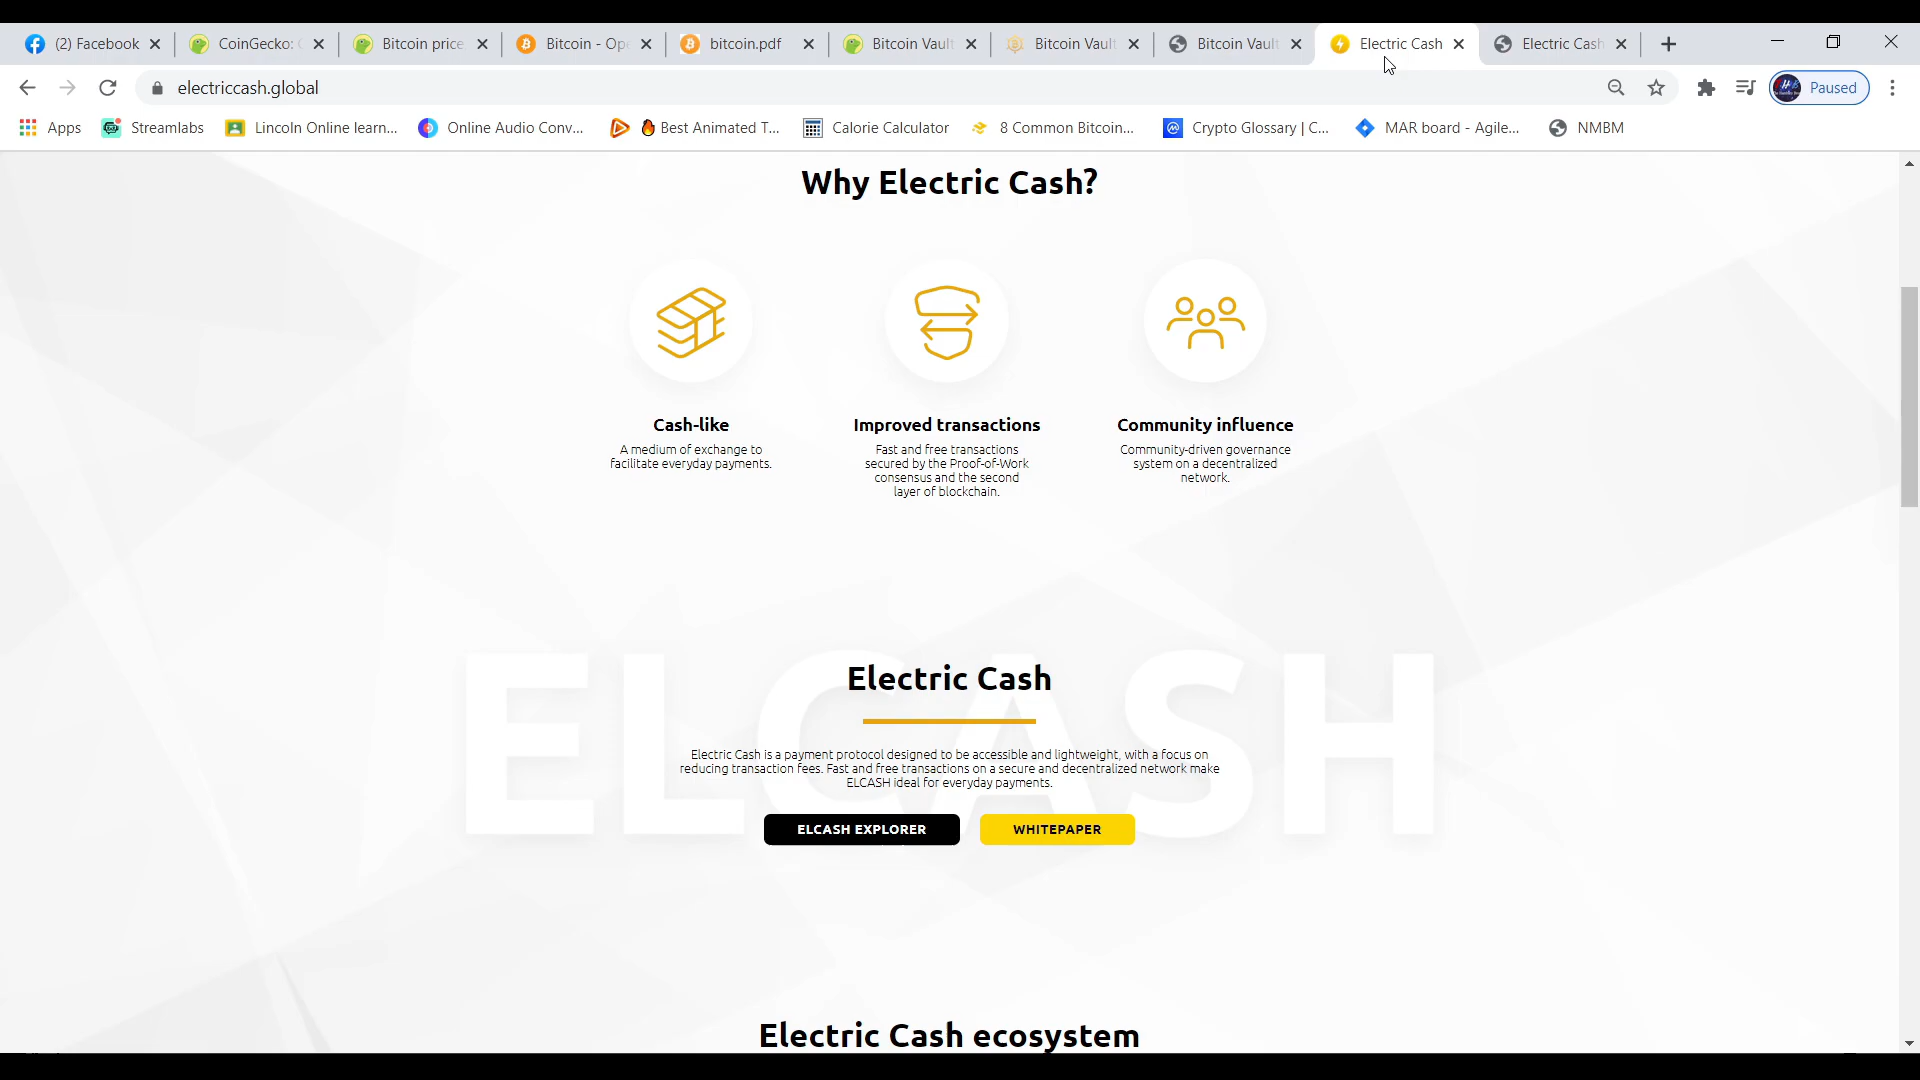 (2) Facebook
CoinGecko:
Bitcoin price
Bitcoin - Op
bitcoin.pdf
Bitcoin Vault
Bitcoin Vault
Bitcoin Vault
Electric Cash
Electric Cash
electriccash.global
Paused
Apps
Streamlabs
Lincoln Online learn...
Online Audio Conv...
Best Animated T...
Calorie Calculator
8 Common Bitcoin...
Crypto Glossary | C...
MAR board - Agile...
NMBM
Why Electric Cash?
Cash-like
A medium of exchange to
facilitate everyday payments.
Improved transactions
Fast and free transactions
secured by the Proof-of-Work
consensus and the second
layer of blockchain.
Community influence
Community-driven governance
system on a decentralized
network.
ELCASH
Electric Cash
Electric Cash is a payment protocol designed to be accessible and lightweight, with a focus on
reducing transaction fees. Fast and free transactions on a secure and decentralized network make
ELCASH ideal for everyday payments.
ELCASH EXPLORER
WHITEPAPER
Electric Cash ecosystem